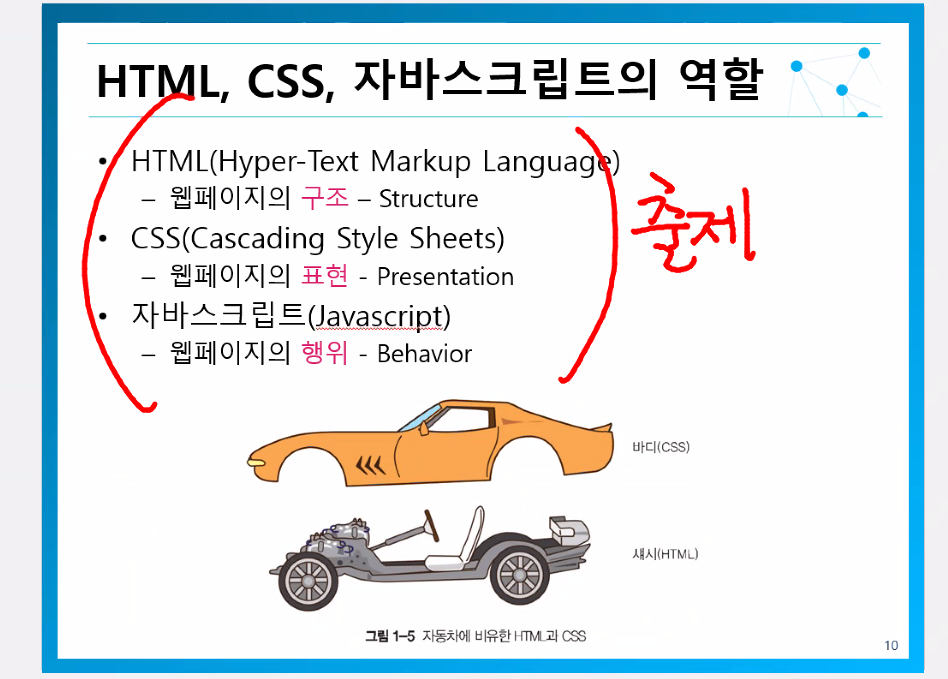 HTML, CSS, 자바스크립트의 역할
• HTML(Hyper-Text Markup Language)
– 웹페이지의 구조 – Structure
출제
• CSS(Cascading Style Sheets)
– 웹페이지의 표현 - Presentation
• 자바스크립트(Javascript)
– 웹페이지의 행위 - Behavior
바디(CSS)
섀시(HTML)
그림 1–5 자동차에 비유한 HTML과 CSS
10